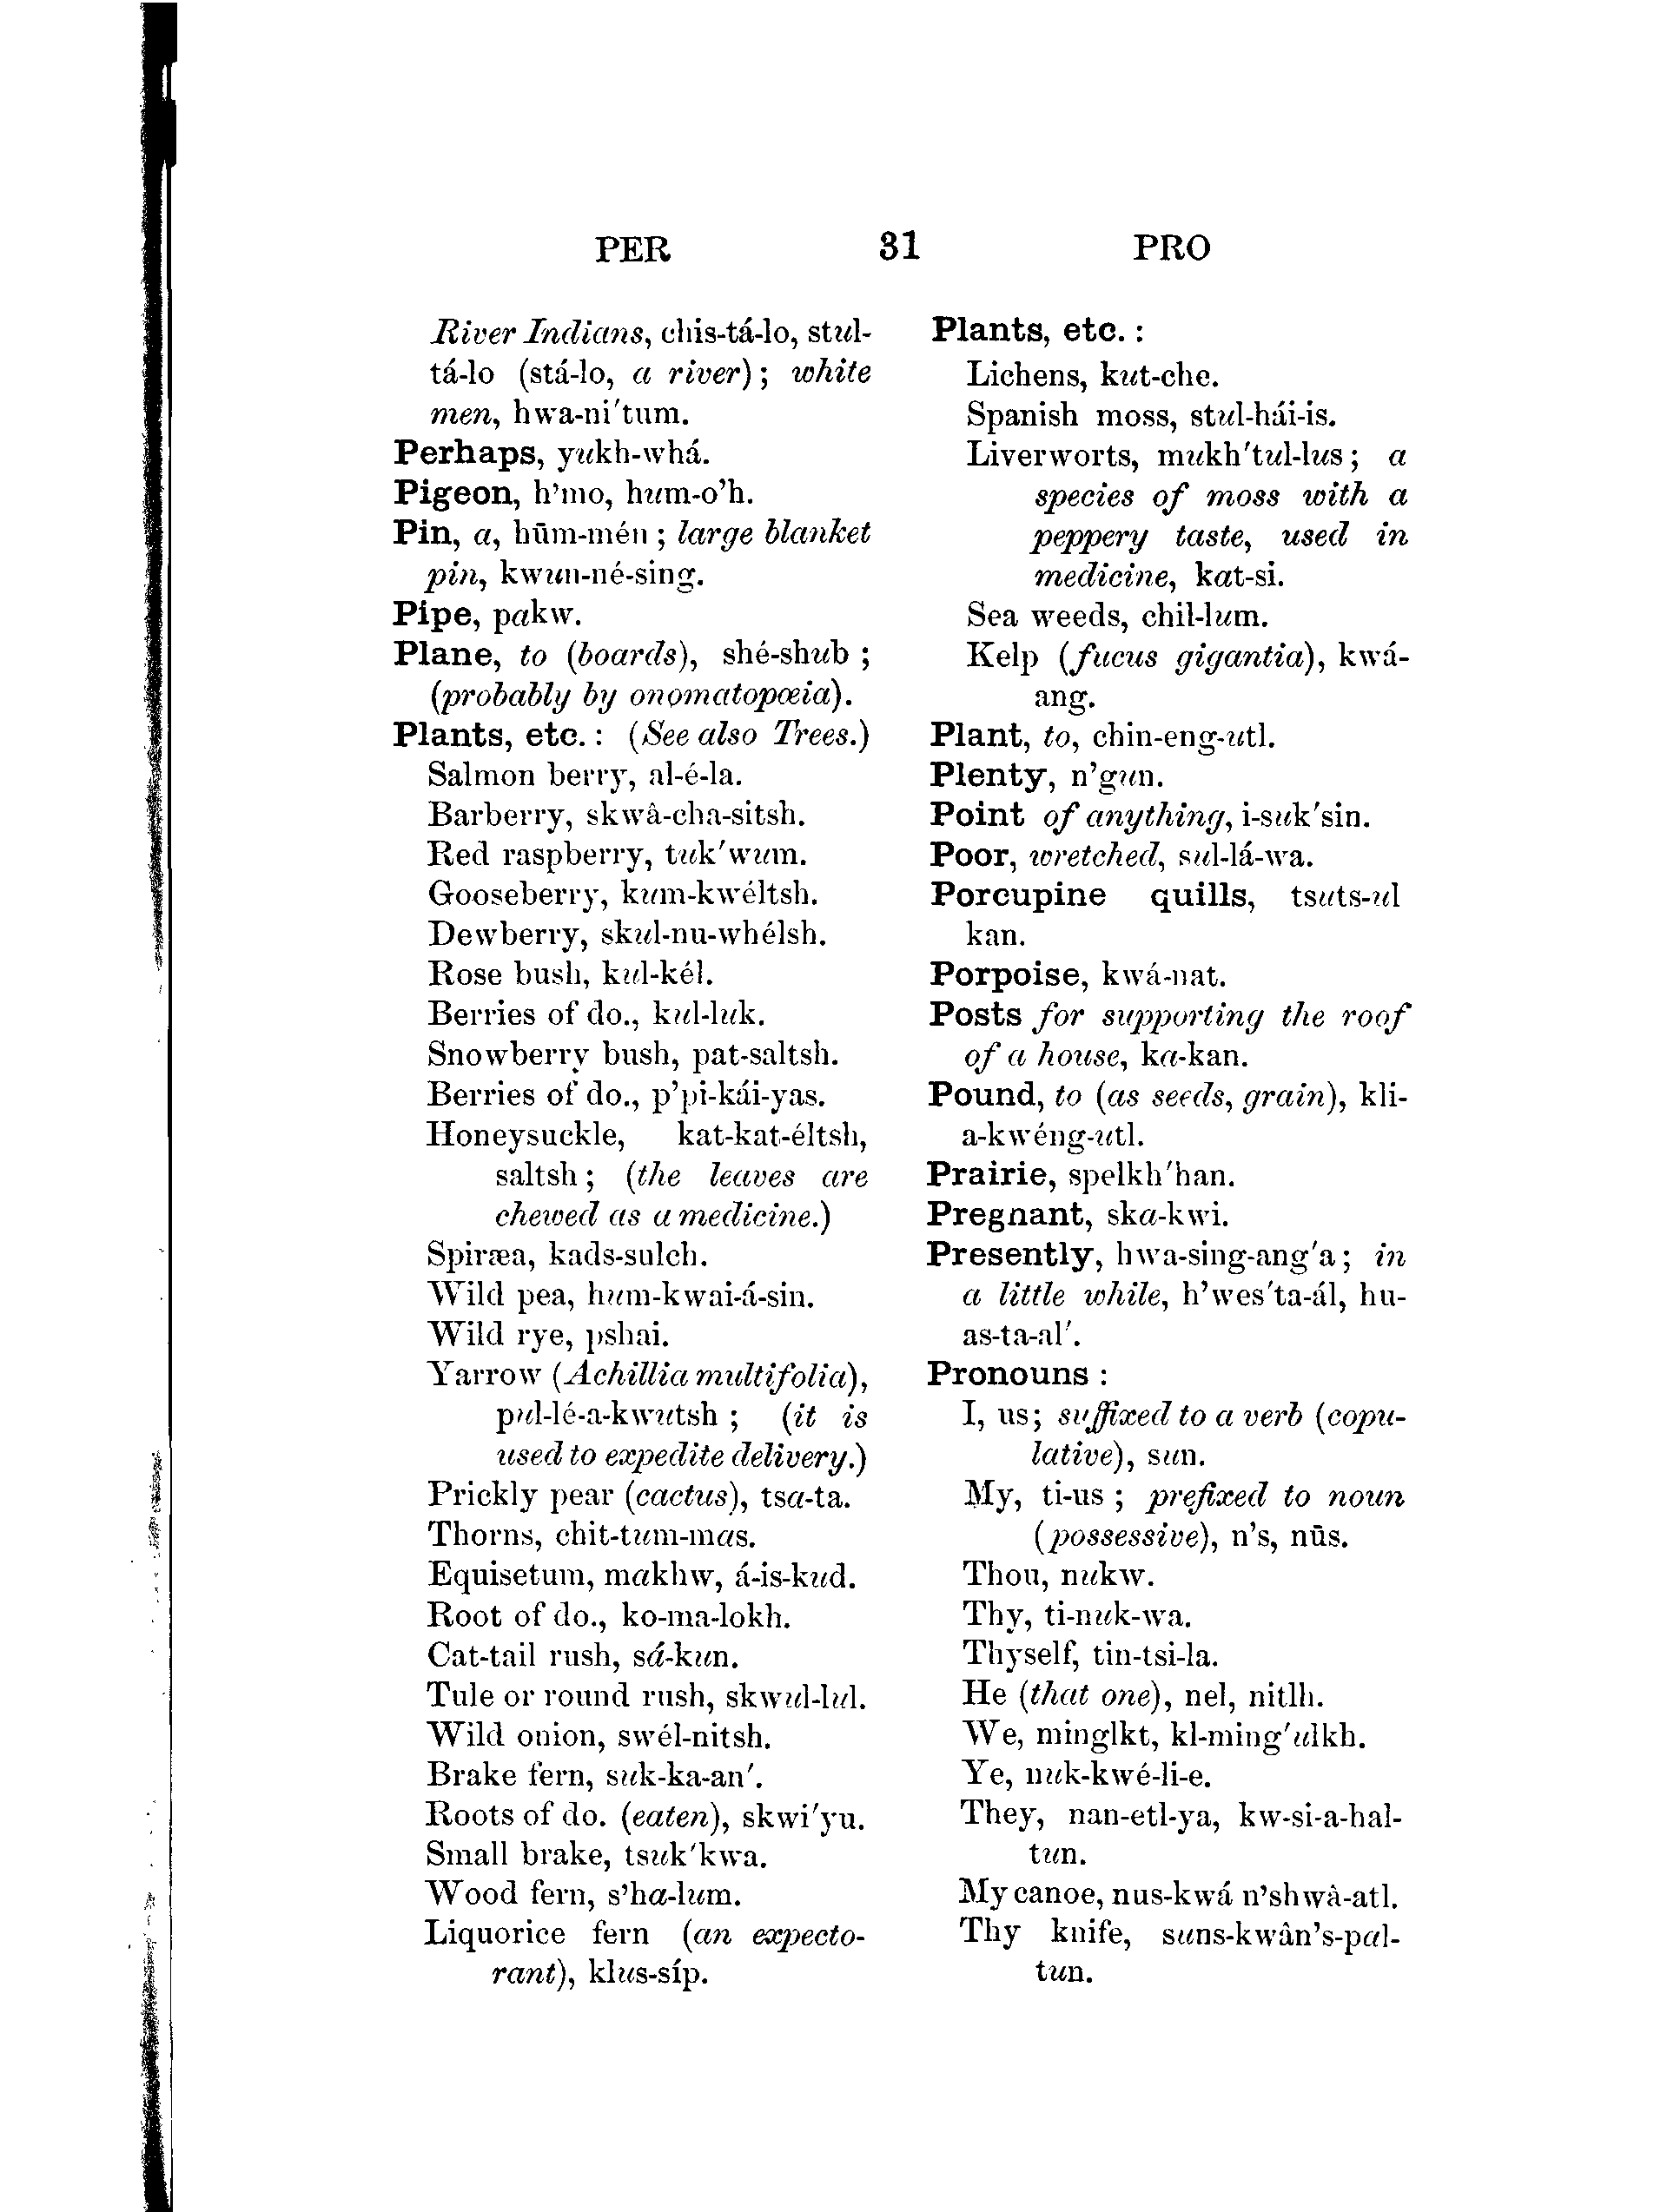 PER 31 PRO
River Indians, chis-tá-lo, stul-
tá-lo (stá-lo, a river); white
men, hwa-ni'tum.
Perhaps, yukh-whá.
Pigeon, h’mo, hum-o’h.
Pin, a, hūm-mén; large blanket
pin, kwun-né-sing.
Pipe, pakw.
Plane, to (boards), shé-shub;
(probably by onomatopœia).
Plants, etc.: (See also Trees.)
Salmon berry, al-é-la.
Barberry, skwâ-cha-sitsh.
Red raspberry, tuk'wum.
Gooseberry, kum-kwéltsh.
Dewberry, skul-nu-whélsh.
Rose bush, kul-kél.
Berries of do., kul-luk.
Snowberry bush, pat-saltsh.
Berries of do., p’pi-kái-yas.
Honeysuckle, kat-kat-éltsh,
saltsh; (the leaves are
chewed as a medicine.)
Spiræa, kads-sulch.
Wild pea, hum-kwai-á-sin.
Wild rye, pshai.
Yarrow (Achillia multifolia),
pul-lé-a-kwutsh; (it is
used to expedite delivery.)
Prickly pear (cactus), tsa-ta.
Thorns, chit-tum-mas.
Equisetum, makhw, á-is-kud.
Root of do., ko-ma-lokh.
Cat-tail rush, sá-kun.
Tule or round rush, skwul-lul.
Wild onion, swél-nitsh.
Brake fern, suk-ka-an'.
Roots of do. (eaten), skwi'yu.
Small brake, tsuk'kwa.
Wood fern, s’ha-lum.
Liquorice fern (an expecto-
rant), klus-síp.
Plants, etc.:
Lichens, kut-che.
Spanish moss, stul-hái-is.
Liverworts, mukh'tul-lus; a
species of moss with a
peppery taste, used in
medicine, kat-si.
Sea weeds, chil-lum.
Kelp (fucus gigantia), kwá-
ang.
Plant, to, chin-eng-utl.
Plenty, n’gun.
Point of anything, i-suk'sin.
Poor, wretched, sul-lá-wa.
Porcupine quills, tsuts-ul
kan.
Porpoise, kwá-nat.
Posts for supporting the roof
of a house, ka-kan.
Pound, to (as seeds, grain), kli-
a-kwéng-utl.
Prairie, spelkh'han.
Pregnant, ska-kwi.
Presently, hwa-sing-ang'a; in
a little while, h’wes'ta-ál, hu-
as-ta-al'.
Pronouns:
I, us; suffixed to a verb (copu-
lative), sun.
My, ti-us; prefixed to noun
(possessive), n’s, nūs.
Thou, nukw.
Thy, ti-nuk-wa.
Thyself, tin-tsi-la.
He (that one), nel, nitlh.
We, minglkt, kl-ming'ulkh.
Ye, nuk-kwé-li-e.
They, nan-etl-ya, kw-si-a-hal-
tun.
My canoe, nus-kwá n’shwâ-atl.
Thy knife, suns-kwân’s-pal-
tun.